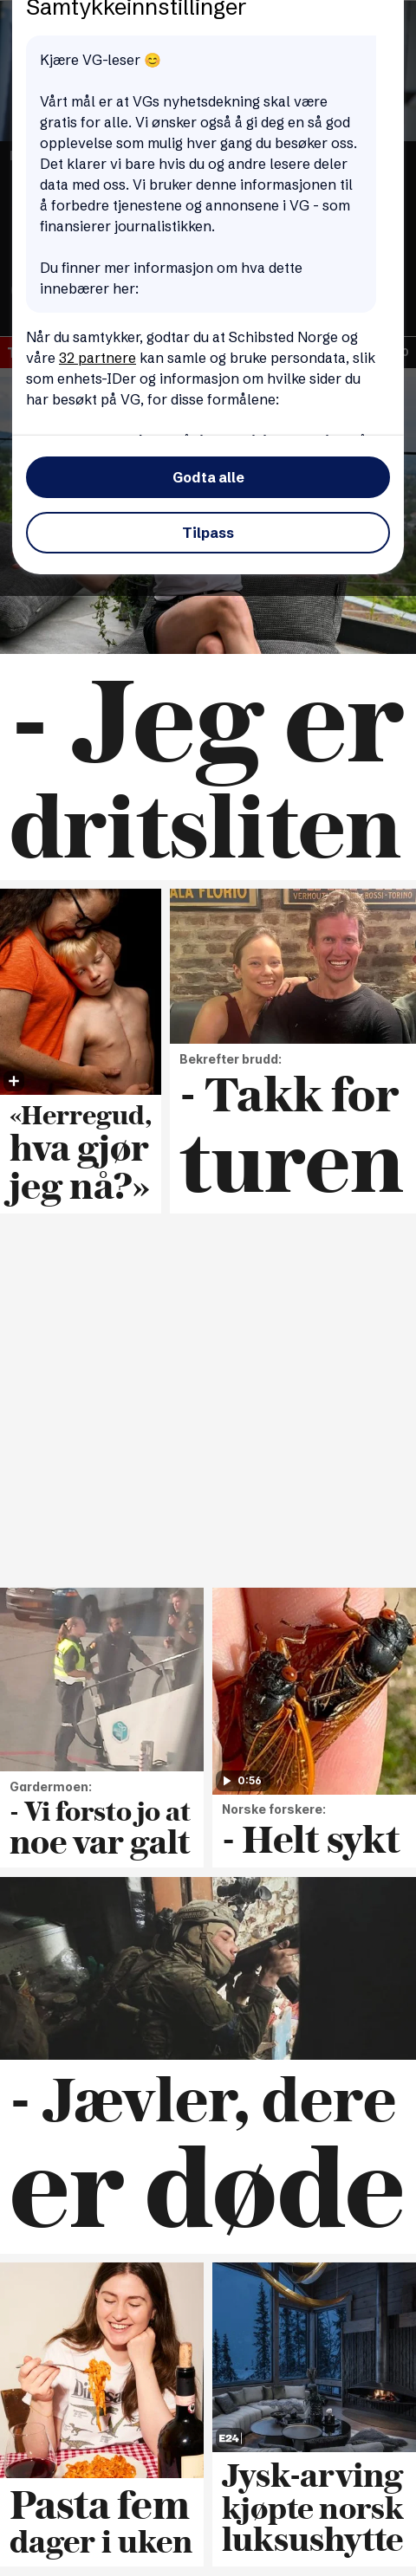 Samtykkeinnstillinger
Kjære VG-leser 😊
Vårt mål er at VGs nyhetsdekning skal være
gratis for alle. Vi ønsker også å gi deg en så god
opplevelse som mulig hver gang du besøker oss.
Det klarer vi bare hvis du og andre lesere deler
data med oss. Vi bruker denne informasjonen til
å forbedre tjenestene og annonsene i VG - som
finansierer journalistikken.
Du finner mer informasjon om hva dette
innebærer her:
Når du samtykker, godtar du at Schibsted Norge og
våre 32 partnere kan samle og bruke persondata, slik
som enhets-IDer og informasjon om hvilke sider du
har besøkt på VG, for disse formålene:
Godta alle
Tilpass
- Jeg er
dritsliten
ALA FLORIO
VERMOUT
ROSSI-TORINO
«Herregud,
hva gjør
jeg nå?»
Bekrefter brudd:
- Takk for
turen
Gardermoen:
- Vi forsto jo at
noe var galt
0:56
Norske forskere:
- Helt sykt
- Jævler, dere
er døde
Pasta fem
dager i uken
E24
Jysk-arving
kjøpte norsk
luksushytte